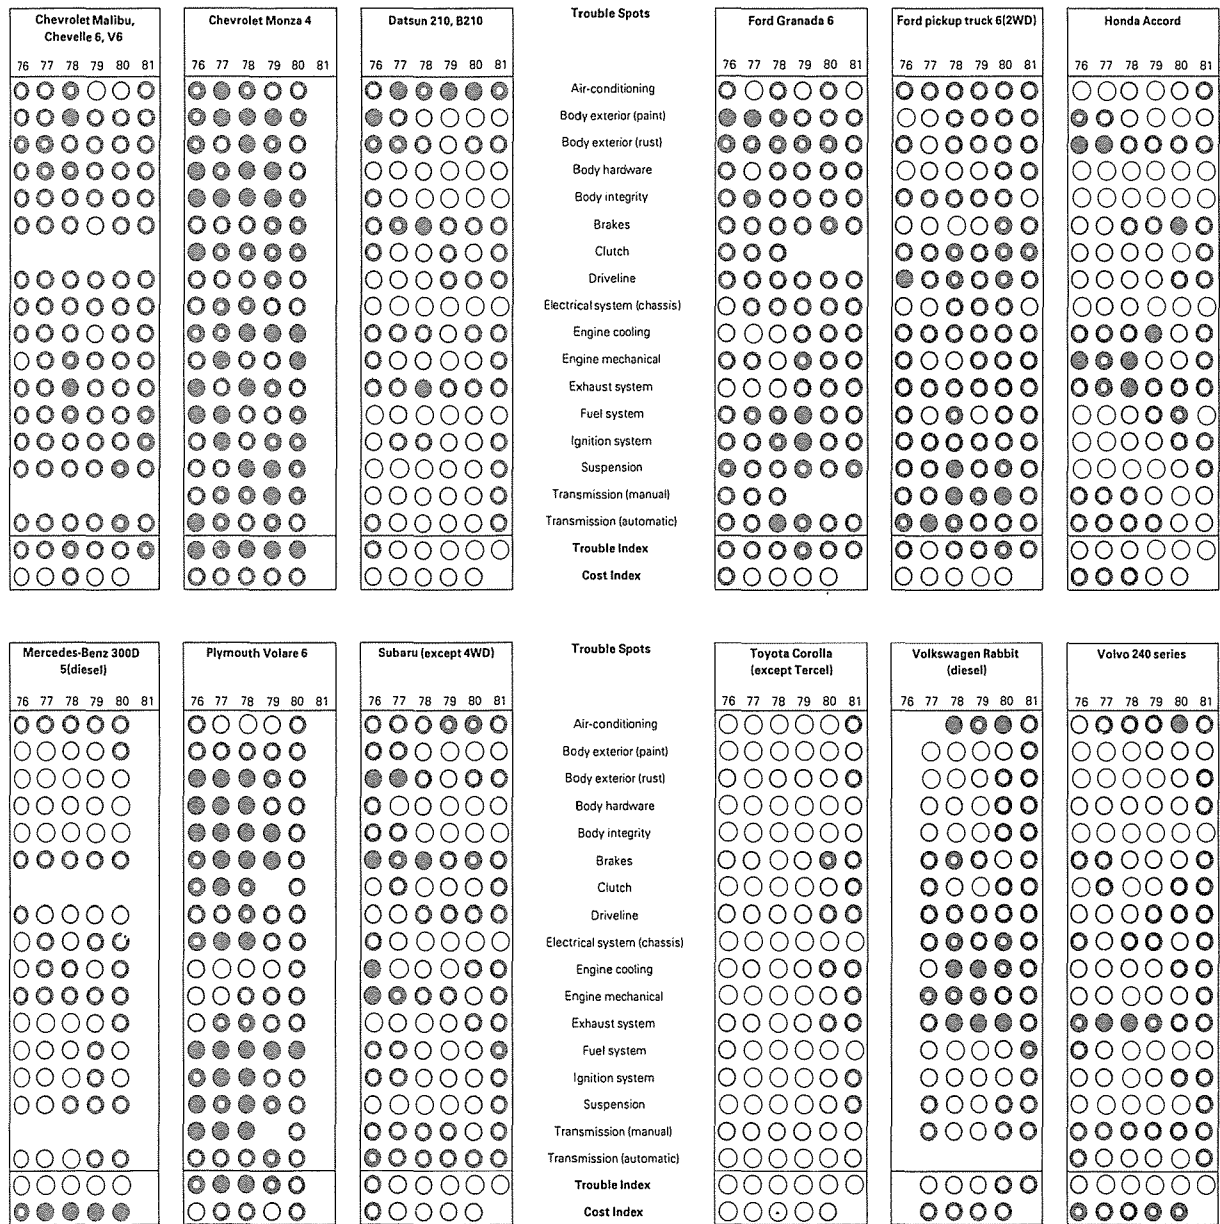 Chevrolet Malibu,
Chevelle 6, V6
76 77 78 79 80 81
Chevrolet Monza 4
76 77 78 79 80 81
Datsun 210, B210
76 77 78 79 80 81
Trouble Spots
Air-conditioning
Body exterior (paint)
Body exterior (rust)
Body hardware
Body integrity
Brakes
Clutch
Driveline
Electrical system (chassis)
Engine cooling
Engine mechanical
Exhaust system
Fuel system
Ignition system
Suspension
Transmission (manual)
Transmission (automatic)
Trouble Index
Cost Index
Ford Granada 6
76 77 78 79 80 81
Ford pickup truck 6(2WD)
76 77 78 79 80 81
Honda Accord
76 77 78 79 80 81
Mercedes-Benz 300D
5(diesel)
76 77 78 79 80 81
Plymouth Volare 6
76 77 78 79 80 81
Subaru (except 4WD)
76 77 78 79 80 81
Trouble Spots
Air-conditioning
Body exterior (paint)
Body exterior (rust)
Body hardware
Body integrity
Brakes
Clutch
Driveline
Electrical system (chassis)
Engine cooling
Engine mechanical
Exhaust system
Fuel system
Ignition system
Suspension
Transmission (manual)
Transmission (automatic)
Trouble Index
Cost Index
Toyota Corolla
(except Tercel)
76 77 78 79 80 81
Volkswagen Rabbit
(diesel)
76 77 78 79 80 81
Volvo 240 series
76 77 78 79 80 81